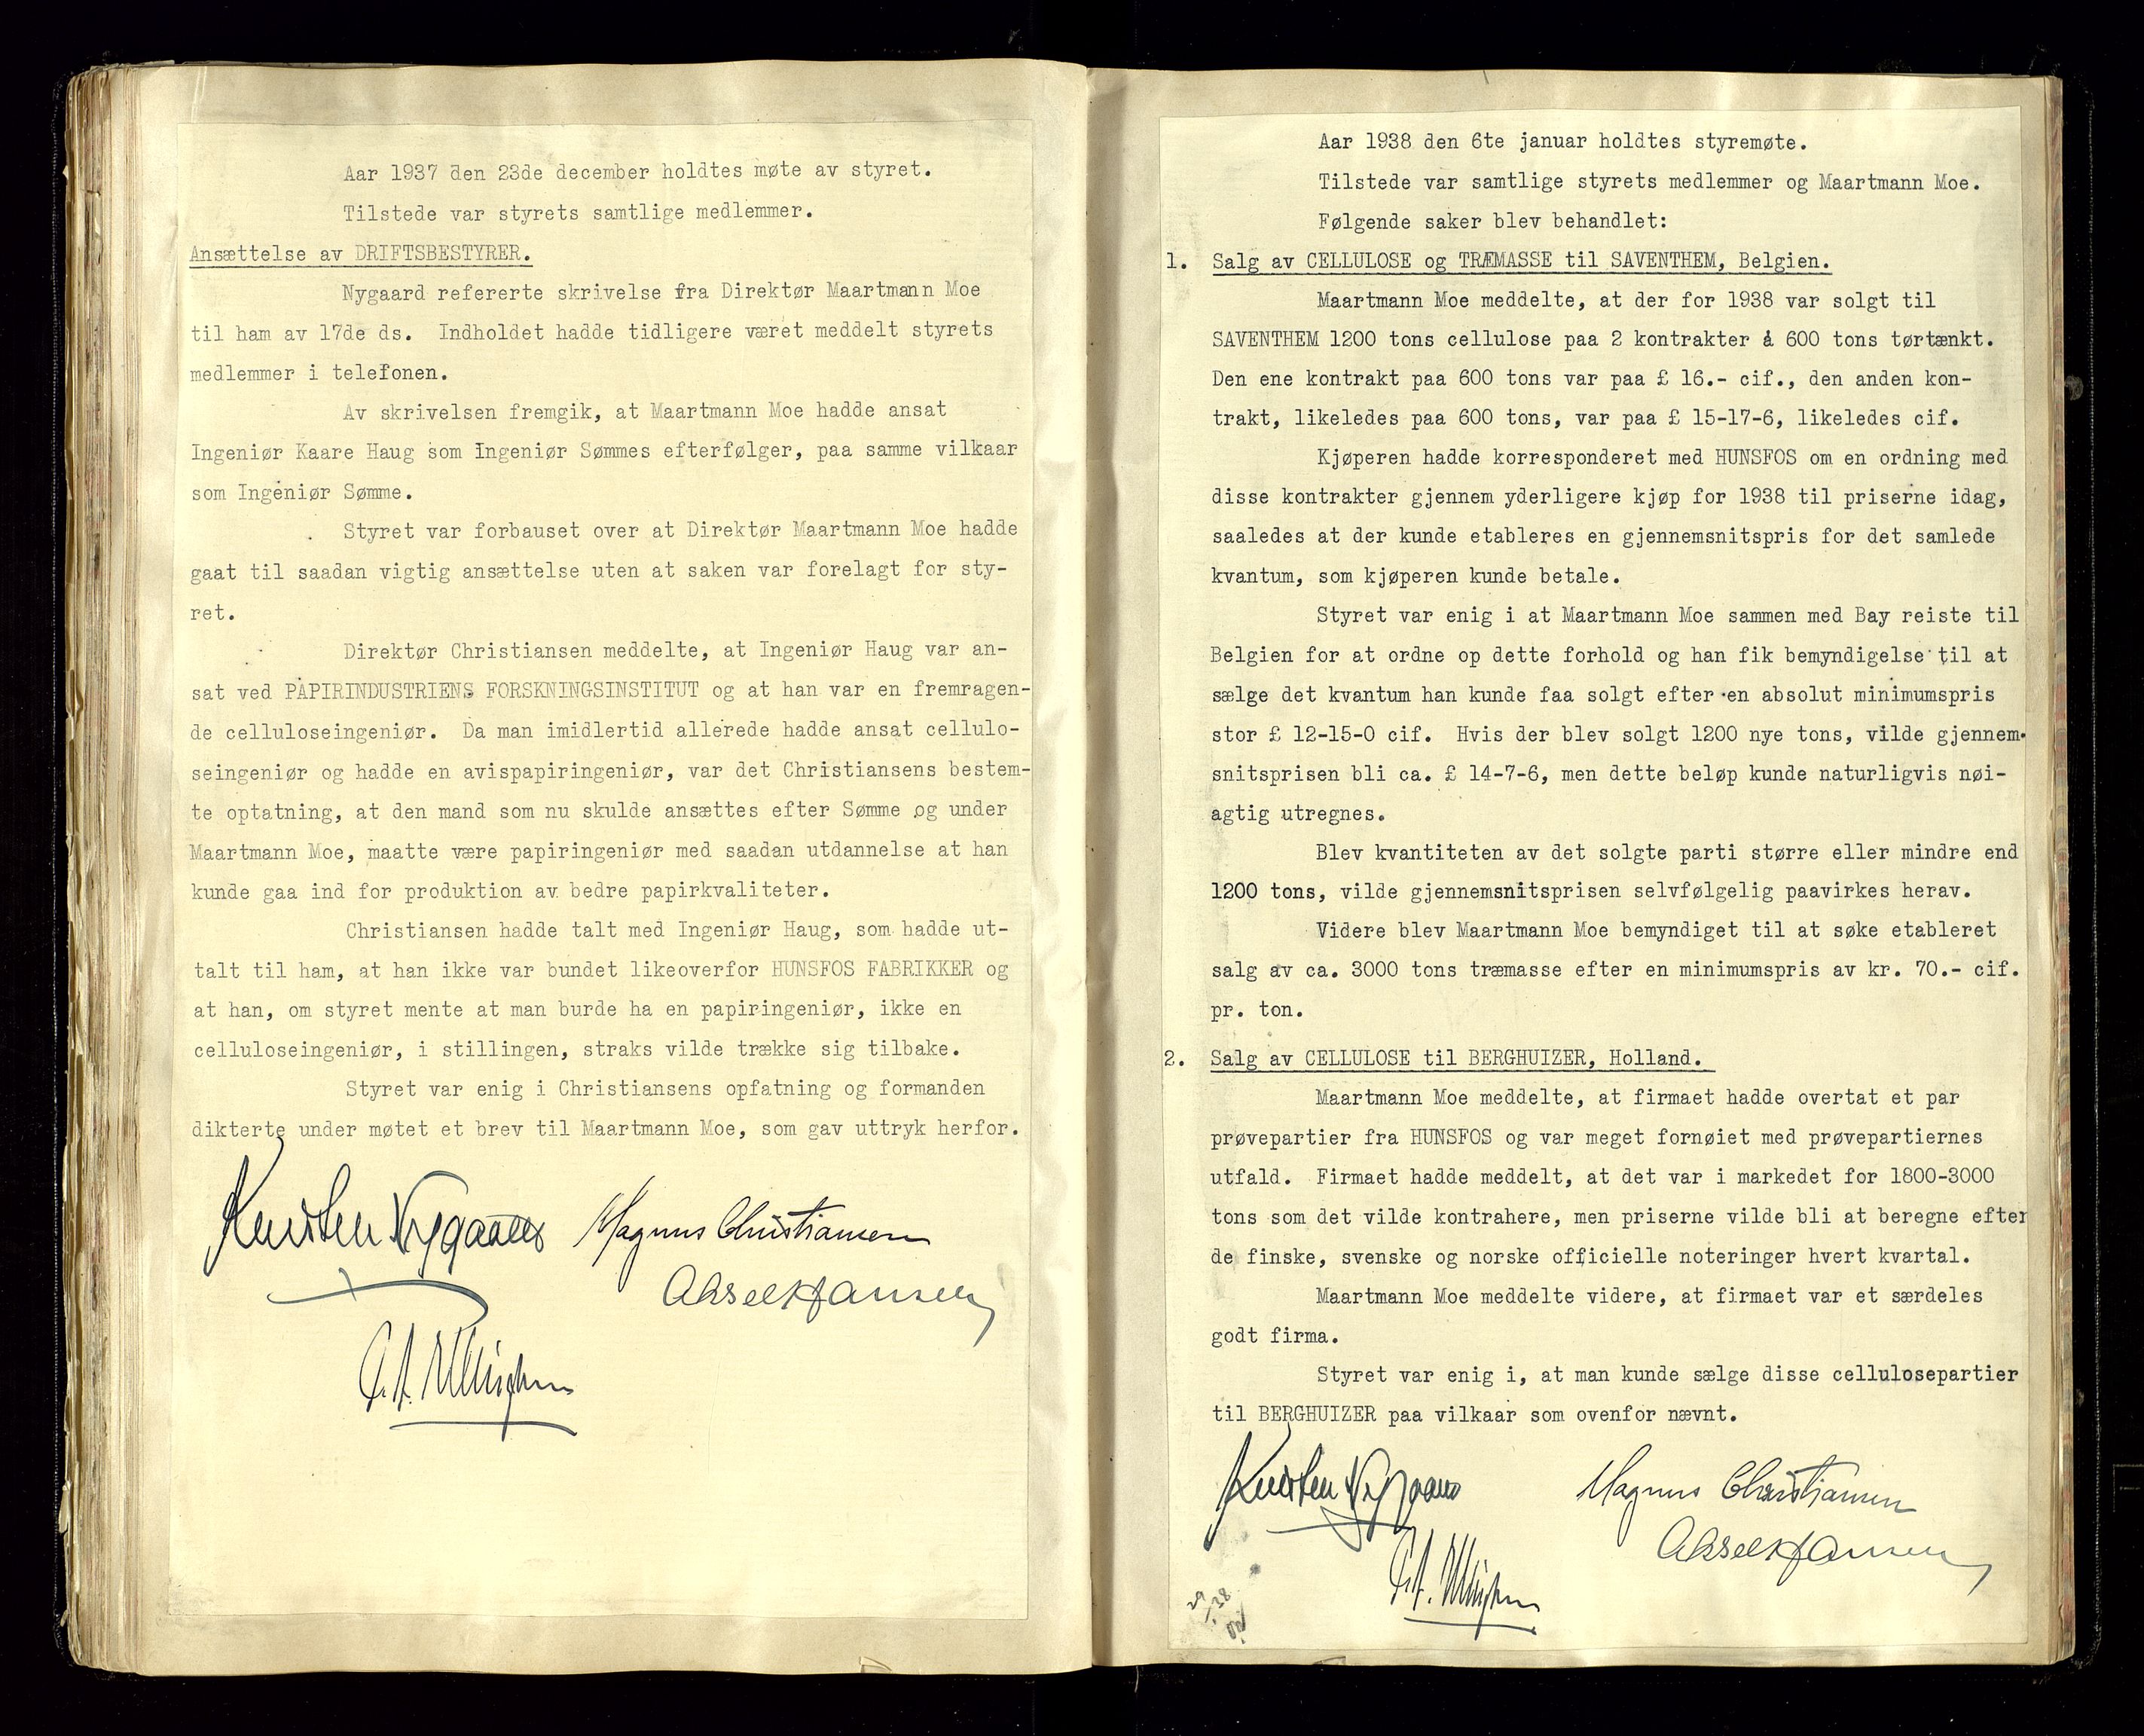 Aar 1937 den 23de december holdtes møte av styret.
Tilstede var styrets samtlige medlemmer.
Ansættelse av DRIFTSBESTYRER.
Nygaard refererte skrivelse fra Direktør Maartmann Moe
til ham av 17de ds. Indholdet hadde tidligere været meddelt styrets
medlemmer i telefonen.
Av skrivelsen fremgik, at Maartmann Moe hadde ansat
Ingeniør Kaare Haug som Ingeniør Sømmes efterfølger, paa samme vilkaar
som Ingeniør Sømme.
Styret var forbauset over at Direktør Maartmann Moe hadde
gaat til saadan vigtig ansættelse uten at saken var forelagt for sty-
ret.
Direktør Christiansen meddelte, at Ingeniør Haug var an-
sat ved PAPIRINDUSTRIENS FORSKNINGSINSTITUT og at han var en fremragen-
de celluloseingeniør. Da man imidlertid allerede hadde ansat cellulo-
seingeniør og hadde en avispapiringeniør, var det Christiansens bestem-
te optatning, at den mand som nu skulde ansættes efter Sømme og under
Maartmann Moe, maatte være papiringeniør med saadan utdannelse at han
kunde gaa ind for produktion av bedre papirkvaliteter.
Christiansen hadde talt med Ingeniør Haug, som hadde ut-
talt til ham, at han ikke var bundet likeoverfor HUNSFOS FABRIKKER og
at han, om styret mente at man burde ha en papiringeniør, ikke en
celluloseingeniør, i stillingen, straks vilde trække sig tilbake.
Styret var enig i Christiansens opfatning og formanden
dikterte under møtet et brev til Maartmann Moe, som gav uttryk herfor.
Nygaard Magnus Christiansen
Aksel Hansen
Aar 1938 den 6te januar holdtes styremøte.
Tilstede var samtlige styrets medlemmer og Maartmann Moe.
Følgende saker blev behandlet:
1. Salg av CELLULOSE og TRÆMASSE til SAVENTHEM, Belgien.
Maartmann Moe meddelte, at der for 1938 var solgt til
SAVENTHEM 1200 tons cellulose paa 2 kontrakter á 600 tons tørtænkt.
Den ene kontrakt paa 600 tons var paa £ 16.- cif., den anden kon-
trakt, likeledes paa 600 tons, var paa £ 15-17-6, likeledes cif.
Kjøperen hadde korresponderet med HUNSFOS om en ordning med
disse kontrakter gjennem yderligere kjøp for 1938 til priserne idag,
saaledes at der kunde etableres en gjennemsnitspris for det samlede
kvantum, som kjøperen kunde betale.
Styret var enig i at Maartmann Moe sammen med Bay reiste til
Belgien for at ordne op dette forhold og han fik bemyndigelse til at
sælge det kvantum han kunde faa solgt efter en absolut minimumspris
stor £ 12-15-0 cif. Hvis der blev solgt 1200 nye tons, vilde gjennem-
snitsprisen bli ca. £ 14-7-6, men dette beløp kunde naturligvis nøi-
agtig utregnes.
Blev kvantiteten av det solgte parti større eller mindre end
1200 tons, vilde gjennemsnitsprisen selvfølgelig paavirkes herav.
Videre blev Maartmann Moe bemyndiget til at søke etableret
salg av ca. 3000 tons træmasse efter en minimumspris av kr. 70.- cif.
pr. ton.
2. Salg av CELLULOSE til BERGHUIZER, Holland.
Maartmann Moe meddelte, at firmaet hadde overtat et par
prøvepartier fra HUNSFOS og var meget fornøiet med prøvepartiernes
utfald. Firmaet hadde meddelt, at det var i markedet for 1800-3000
tons som det vilde kontrahere, men priserne vilde bli at beregne efter
de finske, svenske og norske officielle noteringer hvert kvartal.
Maartmann Moe meddelte videre, at firmaet var et særdeles
godt firma.
Styret var enig i, at man kunde sælge disse cellulosepartier
til BERGHUIZER paa vilkaar som ovenfor nævnt.
Nygaard Magnus Christiansen
Aksel Hansen